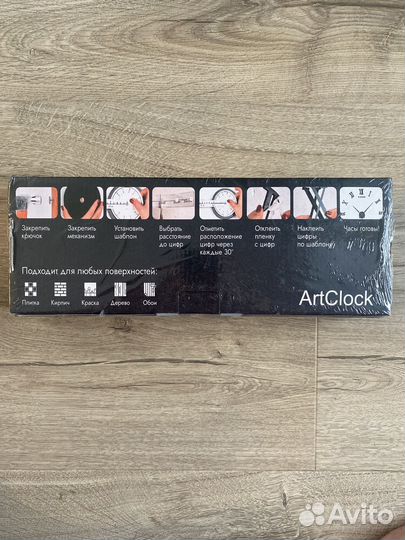 Закрепить крючок
Закрепить механизм
Установить шаблон
Выбрать расстояние до цифр
Отметить расположение цифр через каждые 30°
Отклеить пленку с цифр
Наклеить цифры по шаблону
Часы готовы!
Подходит для любых поверхностей:
Плитка Кирпич Краска Дерево Обои
ArtClock
Avito